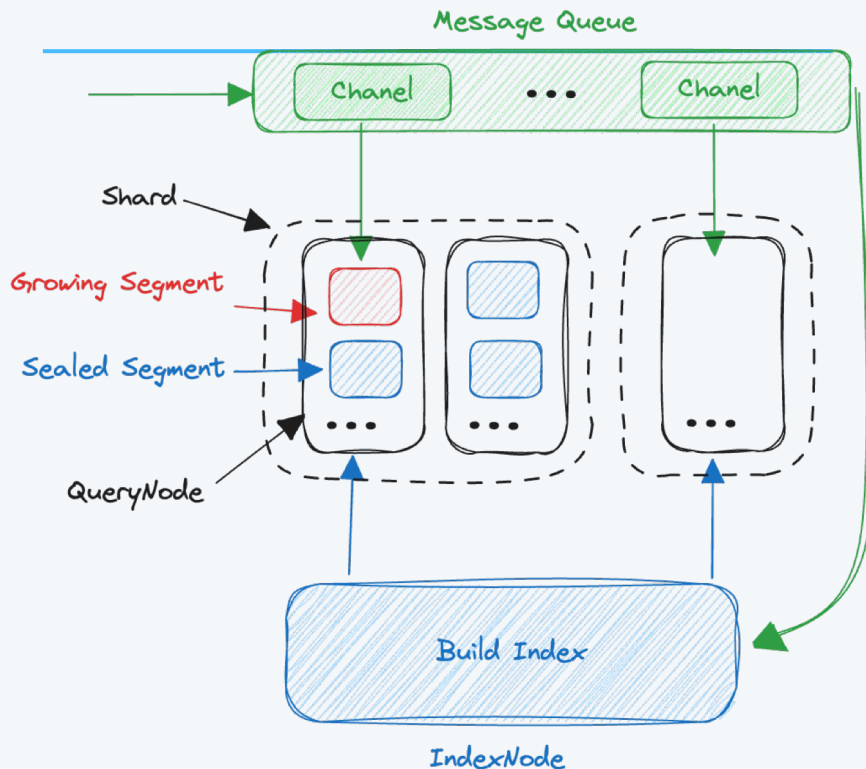 Message Queue
Chanel
Chanel
Shard
Growing Segment
Sealed Segment
QueryNode
Build Index
IndexNode